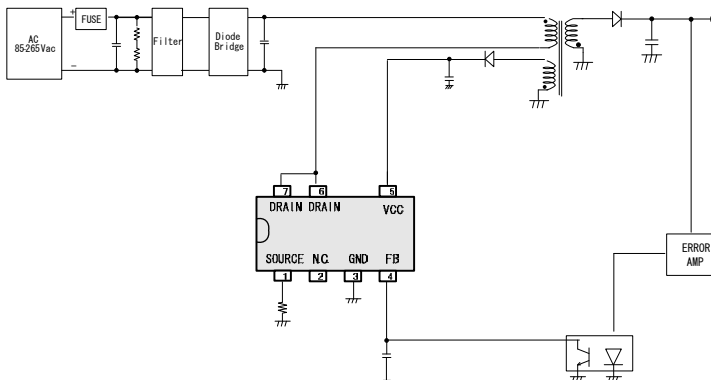 AC
85-265Vac
+
-
FUSE
Filter
Diode
Bridge
7 6 5
DRAIN DRAIN VCC
SOURCE N.C. GND FB
1 2 3 4
ERROR
AMP